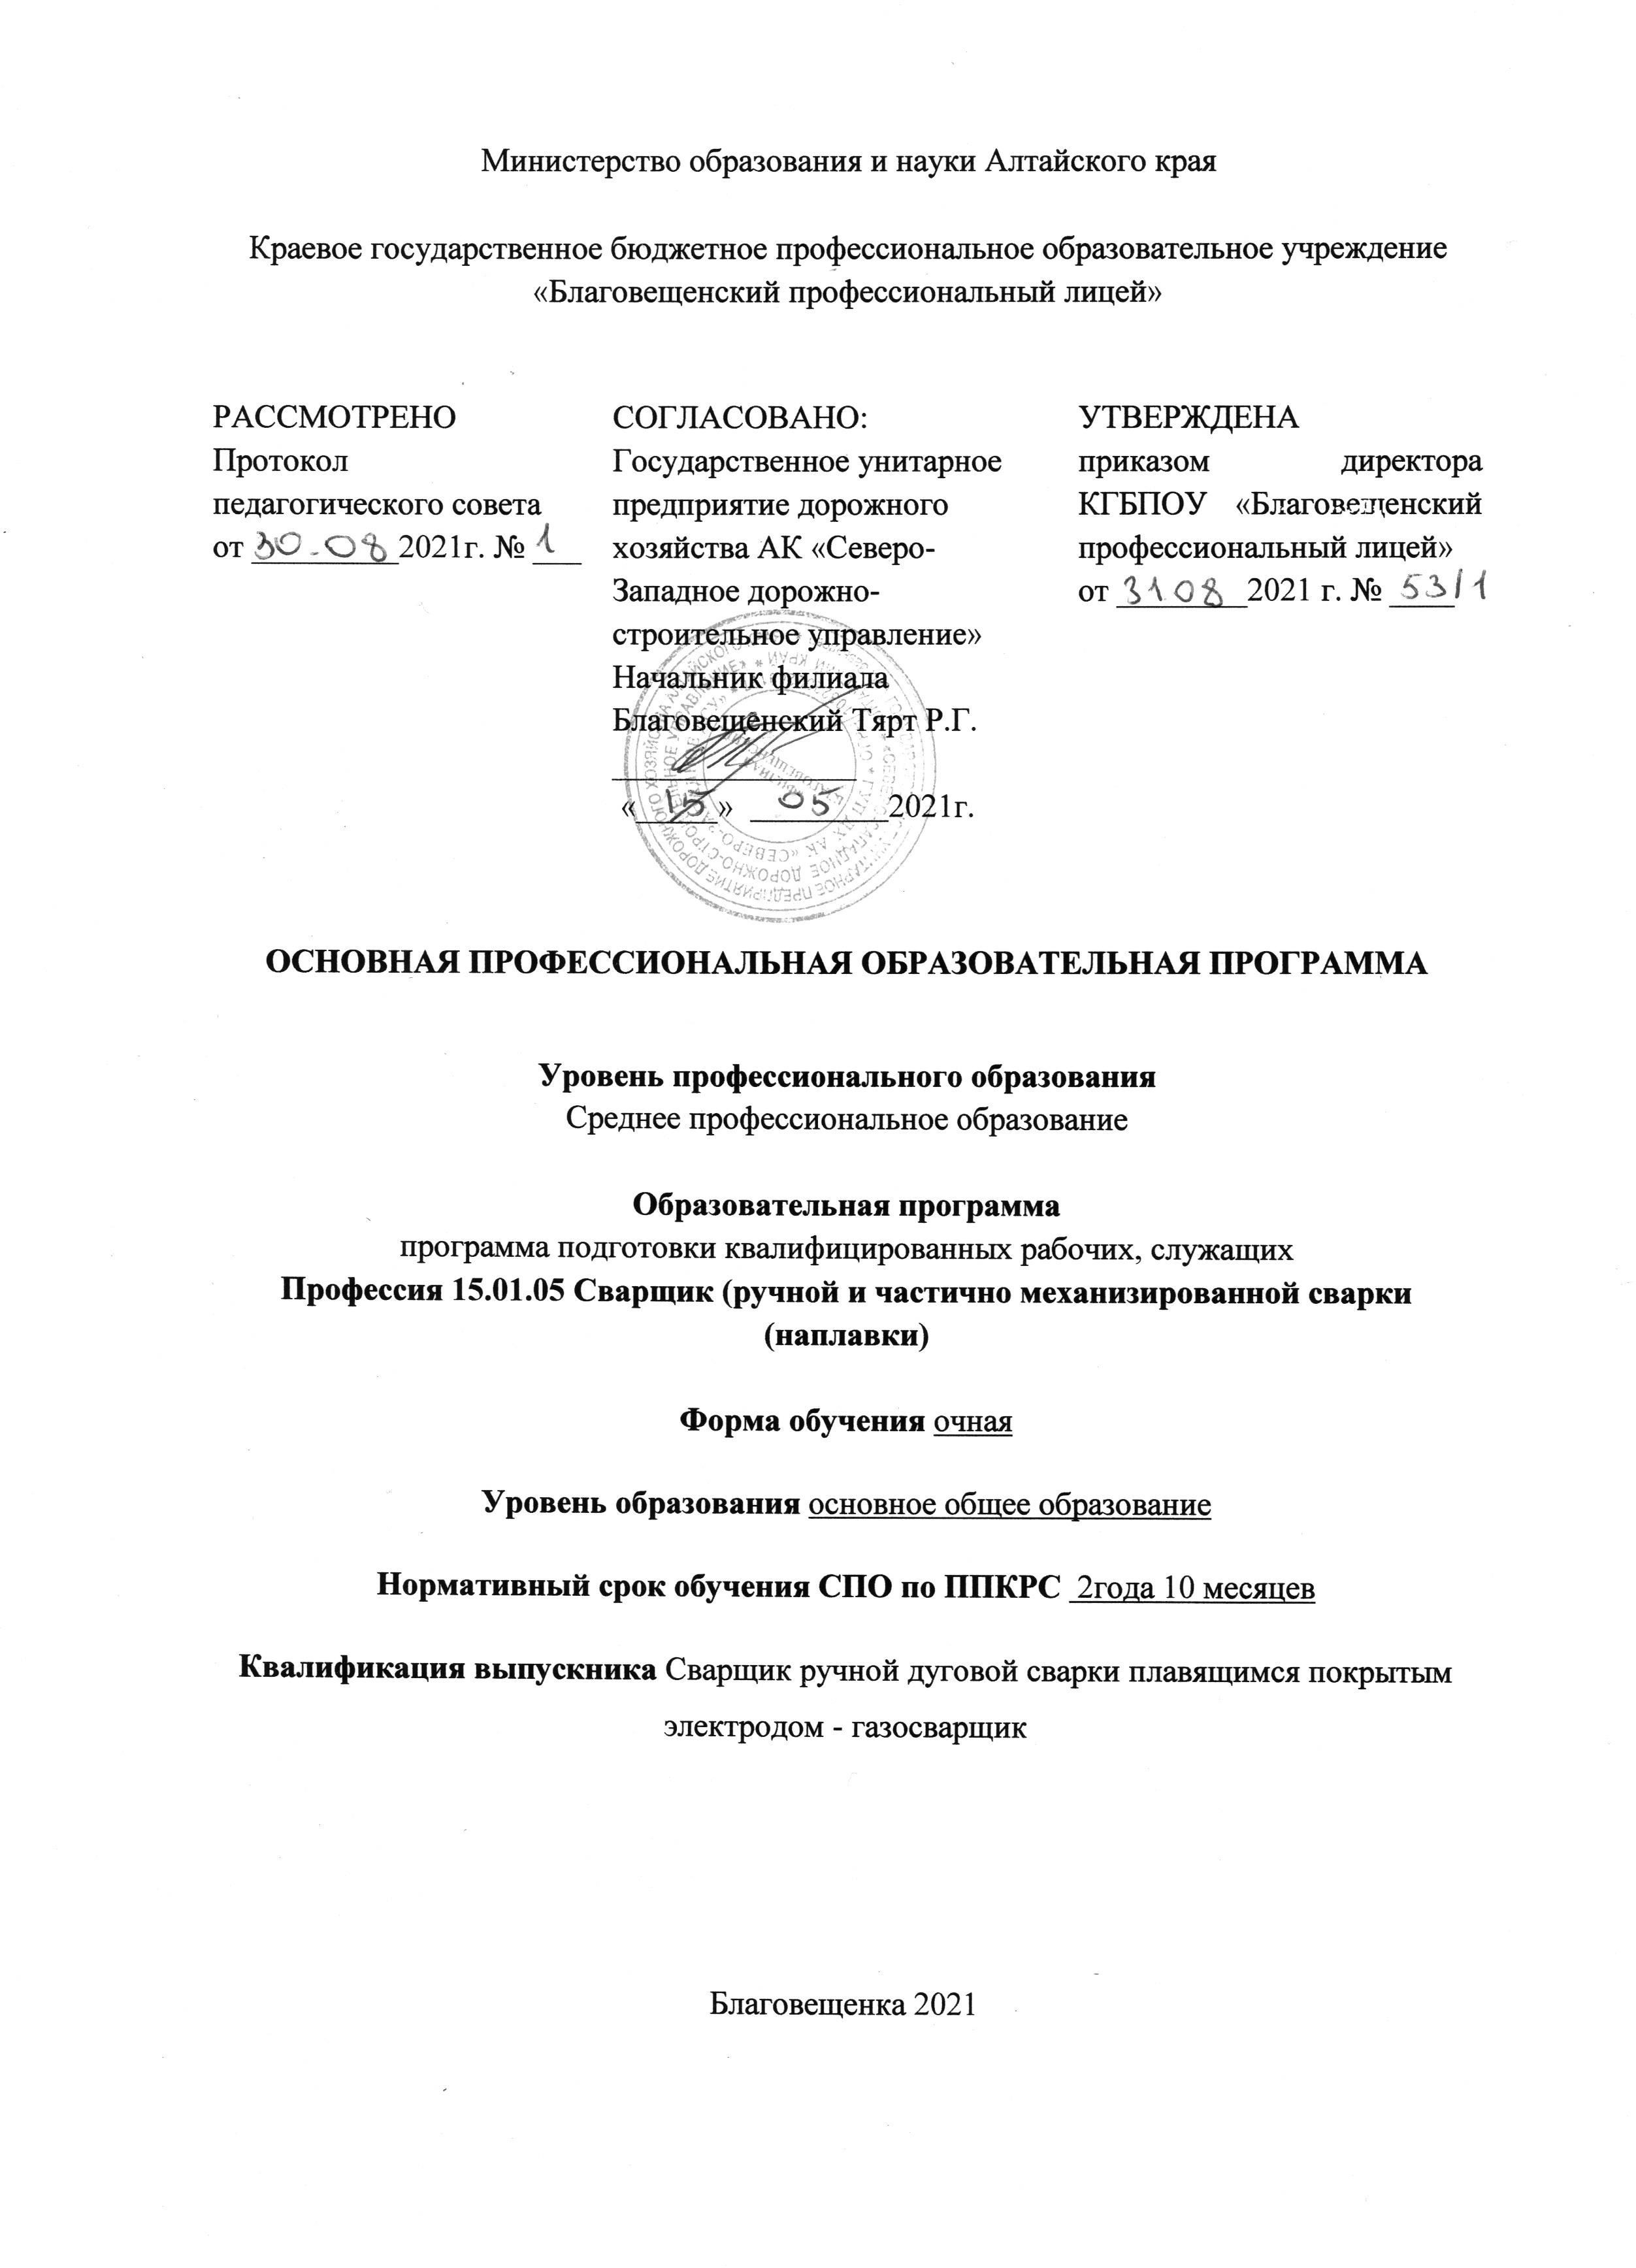 Министерство образования и науки Алтайского края
Краевое государственное бюджетное профессиональное образовательное учреждение
«Благовещенский профессиональный лицей»
РАССМОТРЕНО
Протокол
педагогического совета
от 30.08 2021г. № 1
СОГЛАСОВАНО:
Государственное унитарное
предприятие дорожного
хозяйства АК «Северо-
Западное дорожно-
строительное управление»
Начальник филиала
Благовещенский Тярт Р.Г.
«15» 05 2021г.
УТВЕРЖДЕНА
приказом директора
КГБПОУ «Благовещенский
профессиональный лицей»
от 31 08 2021 г. № 53/1
ОСНОВНАЯ ПРОФЕССИОНАЛЬНАЯ ОБРАЗОВАТЕЛЬНАЯ ПРОГРАММА
Уровень профессионального образования
Среднее профессиональное образование
Образовательная программа
программа подготовки квалифицированных рабочих, служащих
Профессия 15.01.05 Сварщик (ручной и частично механизированной сварки
(наплавки)
Форма обучения очная
Уровень образования основное общее образование
Нормативный срок обучения СПО по ППКРС 2года 10 месяцев
Квалификация выпускника Сварщик ручной дуговой сварки плавящимся покрытым
электродом - газосварщик
Благовещенка 2021